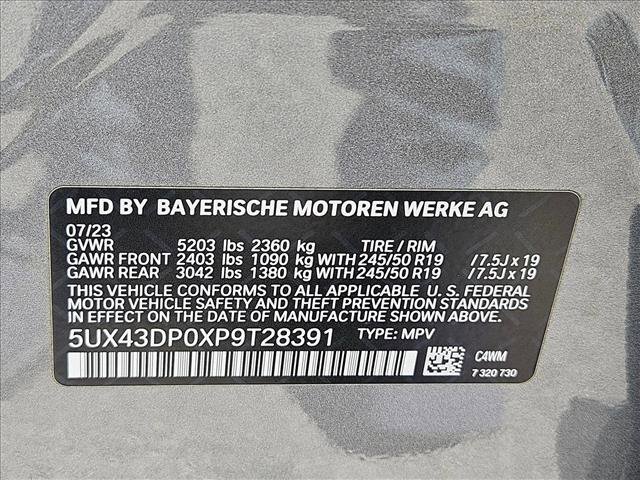 MFD BY BAYERISCHE MOTOREN WERKE AG
07/23
GVWR 5203 lbs 2360 kg TIRE / RIM
GAWR FRONT 2403 lbs 1090 kg WITH 245/50 R19 / 7.5J x 19
GAWR REAR 3042 lbs 1380 kg WITH 245/50 R19 / 7.5J x 19
THIS VEHICLE CONFORMS TO ALL APPLICABLE U. S. FEDERAL
MOTOR VEHICLE SAFETY AND THEFT PREVENTION STANDARDS
IN EFFECT ON THE DATE OF MANUFACTURE SHOWN ABOVE.
5UX43DP0XP9T28391 TYPE: MPV
C4WM
7 320 730